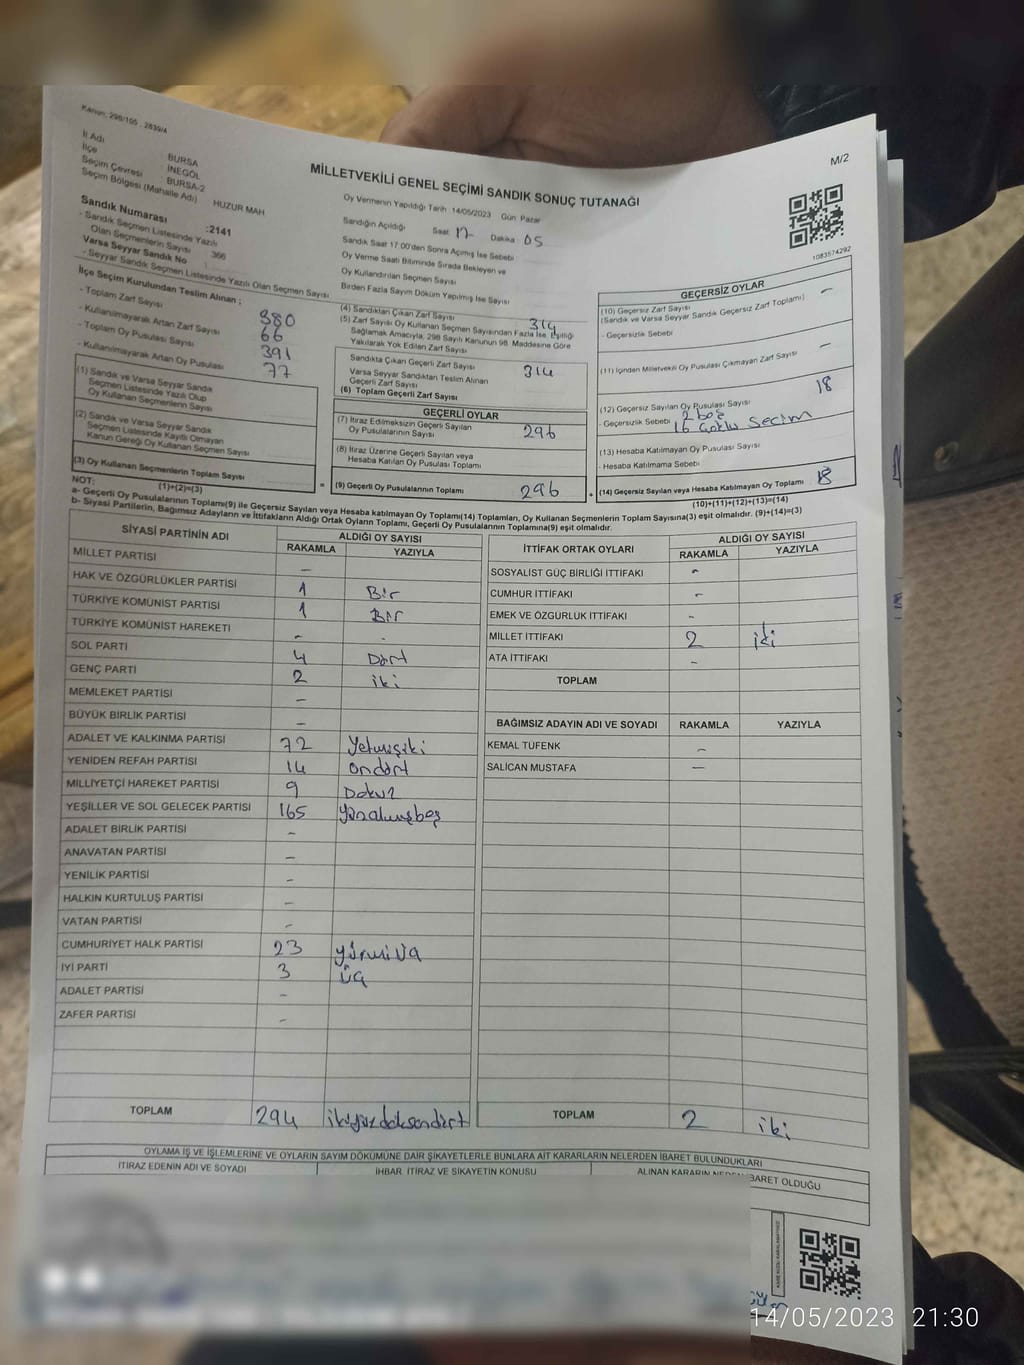 Kanun: 298/105 - 2839/4
M/2
İl Adı : BURSA
İlçe : İNEGÖL
Seçim Çevresi : BURSA-2
Seçim Bölgesi (Mahalle Adı) HUZUR MAH
Sandık Numarası :2141
- Sandık Seçmen Listesinde Yazılı
Olan Seçmenlerin Sayısı 366
Varsa Seyyar Sandık No :
- Seyyar Sandık Seçmen Listesinde Yazılı Olan Seçmen Sayısı
MİLLETVEKİLİ GENEL SEÇİMİ SANDIK SONUÇ TUTANAĞI
Oy Vermenin Yapıldığı Tarih 14/05/2023 Gün Pazar
Sandığın Açıldığı Saat 17- Dakika 05
Sandık Saat 17.00'den Sonra Açılmış İse Sebebi :
Oy Verme Saati Bitiminde Sırada Bekleyen ve
Oy Kullandırılan Seçmen Sayısı
Birden Fazla Sayım Döküm Yapılmış İse Sayısı
1083574292
İlçe Seçim Kurulundan Teslim Alınan ;
- Toplam Zarf Sayısı 380
- Kullanılmayarak Artan Zarf Sayısı 66
- Toplam Oy Pusulası Sayısı 391
- Kullanılmayarak Artan Oy Pusulası 77
(1) Sandık ve Varsa Seyyar Sandık
Seçmen Listesinde Yazılı Olup
Oy Kullanan Seçmenlerin Sayısı
(2) Sandık ve Varsa Seyyar Sandık
Seçmen Listesinde Kayıtlı Olmayan
Kanun Gereği Oy Kullanan Seçmen Sayısı
(3) Oy Kullanan Seçmenlerin Toplam Sayısı
(1)+(2)=(3)
(4) Sandıktan Çıkan Zarf Sayısı 314
(5) Zarf Sayısı Oy Kullanan Seçmen Sayısından Fazla İse Eşitliği
Sağlamak Amacıyla, 298 Sayılı Kanunun 98. Maddesine Göre
Yakılarak Yok Edilen Zarf Sayısı
Sandıkta Çıkan Geçerli Zarf Sayısı 314
Varsa Seyyar Sandıktan Teslim Alınan
Geçerli Zarf Sayısı
(6) Toplam Geçerli Zarf Sayısı
GEÇERLİ OYLAR
(7) İtiraz Edilmeksizin Geçerli Sayılan
Oy Pusulalarının Sayısı 296
(8) İtiraz Üzerine Geçerli Sayılan veya
Hesaba Katılan Oy Pusulası Toplamı
= (9) Geçerli Oy Pusulalarının Toplamı 296 +
GEÇERSİZ OYLAR
(10) Geçersiz Zarf Sayısı -
(Sandık ve Varsa Seyyar Sandık Geçersiz Zarf Toplamı)
- Geçersizlik Sebebi :
(11) İçinden Milletvekili Oy Pusulası Çıkmayan Zarf Sayısı -
(12) Geçersiz Sayılan Oy Pusulası Sayısı 18
- Geçersizlik Sebebi 2 boş
16 Çoklu Seçim
(13) Hesaba Katılmayan Oy Pusulası Sayısı
- Hesaba Katılmama Sebebi
(14) Geçersiz Sayılan veya Hesaba Katılmayan Oy Toplamı 18
(10)+(11)+(12)+(13)=(14)
NOT:
a- Geçerli Oy Pusulalarının Toplamı(9) ile Geçersiz Sayılan veya Hesaba katılmayan Oy Toplamı(14) Toplamları, Oy Kullanan Seçmenlerin Toplam Sayısına(3) eşit olmalıdır. (9)+(14)=(3)
b- Siyasi Partilerin, Bağımsız Adayların ve İttifakların Aldığı Ortak Oyların Toplamı, Geçerli Oy Pusulalarının Toplamına(9) eşit olmalıdır.
SİYASİ PARTİNİN ADI ALDIĞI OY SAYISI
RAKAMLA YAZIYLA
MİLLET PARTİSİ -
HAK VE ÖZGÜRLÜKLER PARTİSİ 1 Bir
TÜRKİYE KOMÜNİST PARTİSİ 1 Bir
TÜRKİYE KOMÜNİST HAREKETİ - -
SOL PARTİ 4 Dört
GENÇ PARTİ 2 iki
MEMLEKET PARTİSİ -
BÜYÜK BİRLİK PARTİSİ -
ADALET VE KALKINMA PARTİSİ 72 Yetmişiki
YENİDEN REFAH PARTİSİ 14 ondört
MİLLİYETÇİ HAREKET PARTİSİ 9 Dokuz
YEŞİLLER VE SOL GELECEK PARTİSİ 165 Yüzaltmışbeş
ADALET BİRLİK PARTİSİ -
ANAVATAN PARTİSİ -
YENİLİK PARTİSİ -
HALKIN KURTULUŞ PARTİSİ -
VATAN PARTİSİ -
CUMHURİYET HALK PARTİSİ 23 yirmiüç
İYİ PARTİ 3 üç
ADALET PARTİSİ -
ZAFER PARTİSİ -
TOPLAM 294 ikiyüzdoksandört
İTTİFAK ORTAK OYLARI ALDIĞI OY SAYISI
RAKAMLA YAZIYLA
SOSYALİST GÜÇ BİRLİĞİ İTTİFAKI -
CUMHUR İTTİFAKI -
EMEK VE ÖZGÜRLÜK İTTİFAKI -
MİLLET İTTİFAKI 2 iki
ATA İTTİFAKI -
TOPLAM
BAĞIMSIZ ADAYIN ADI VE SOYADI RAKAMLA YAZIYLA
KEMAL TÜFENK -
SALİCAN MUSTAFA -
TOPLAM 2 iki
OYLAMA İŞ VE İŞLEMLERİNE VE OYLARIN SAYIM DÖKÜMÜNE DAİR ŞİKAYETLERLE BUNLARA AİT KARARLARIN NELERDEN İBARET BULUNDUKLARI
İTİRAZ EDENİN ADI VE SOYADI İHBAR, İTİRAZ VE ŞİKAYETİN KONUSU ALINAN KARARIN NEDEN İBARET OLDUĞU
14/05/2023 21:30